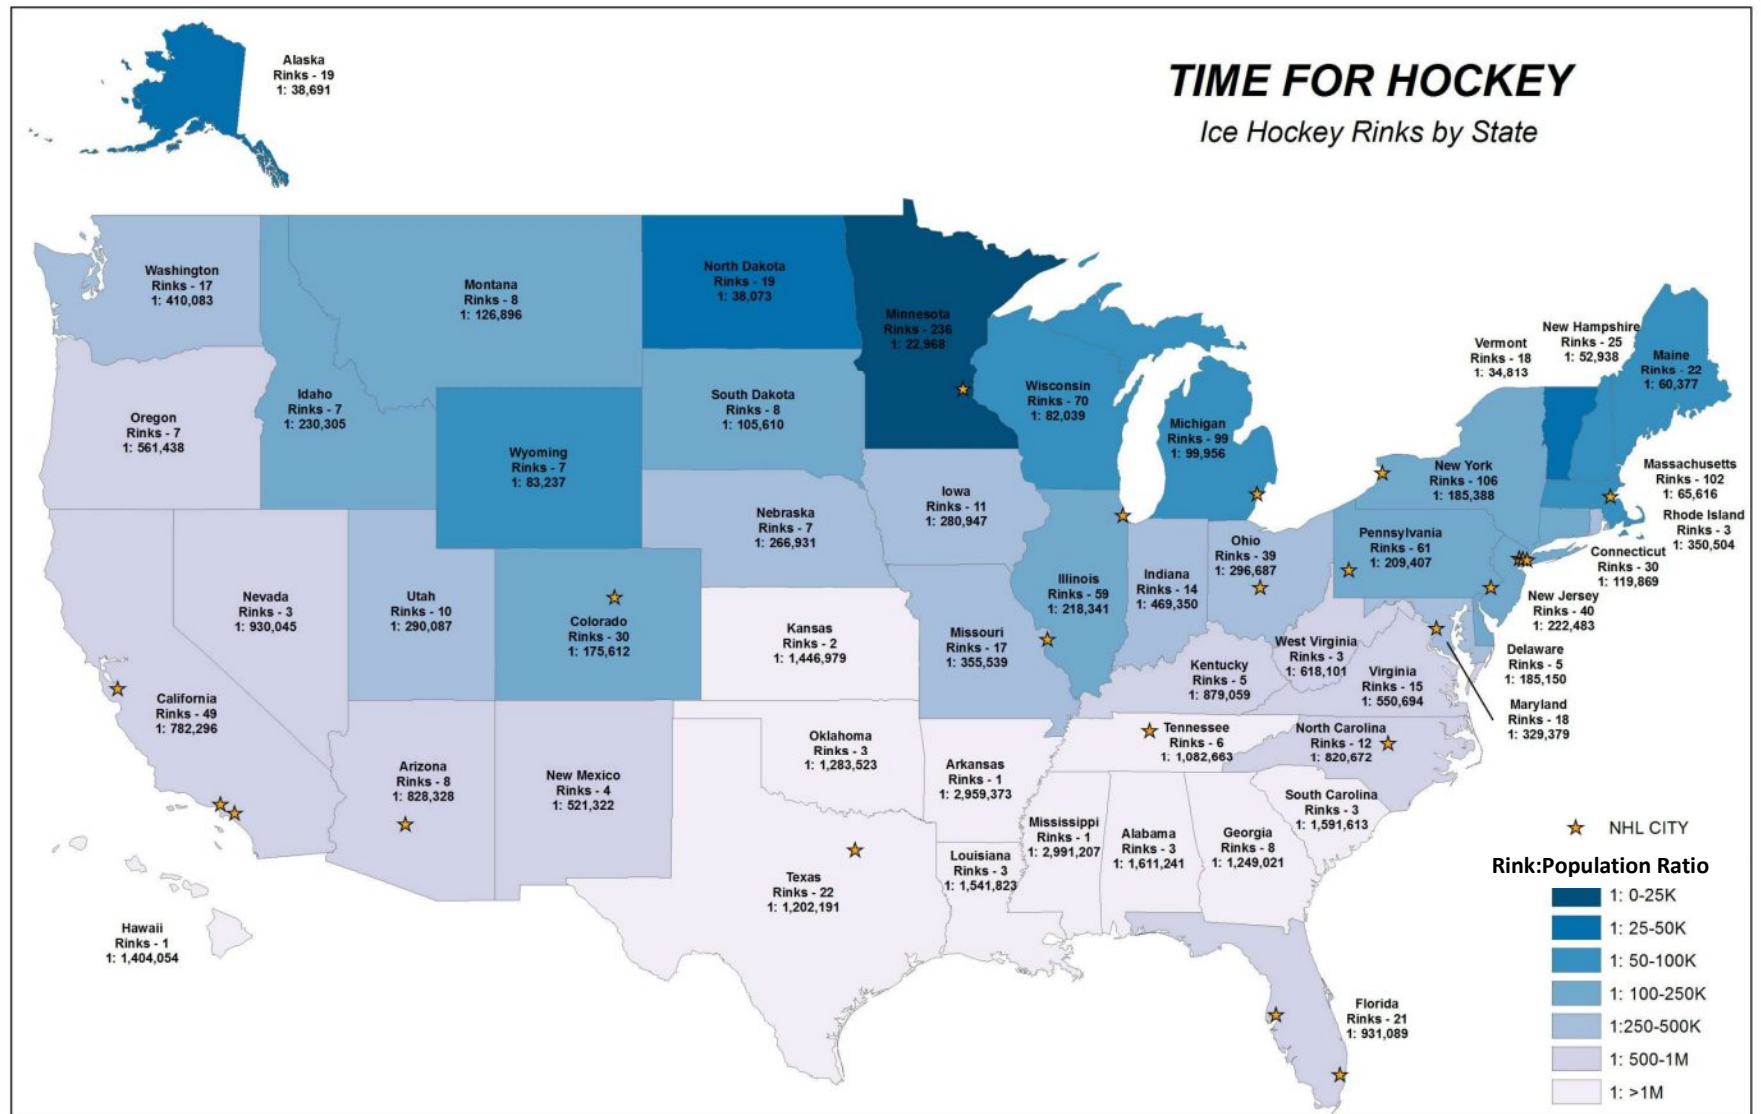 TIME FOR HOCKEY
Ice Hockey Rinks by State
Alaska
Rinks - 19
1: 38,691
Washington
Rinks - 17
1: 410,083
Montana
Rinks - 8
1: 126,896
North Dakota
Rinks - 19
1: 38,073
Minnesota
Rinks - 236
1: 22,968
Vermont
Rinks - 18
1: 34,813
New Hampshire
Rinks - 25
1: 52,938
Maine
Rinks - 22
1: 60,377
Oregon
Rinks - 7
1: 561,438
Idaho
Rinks - 7
1: 230,305
Wyoming
Rinks - 7
1: 83,237
South Dakota
Rinks - 8
1: 105,610
Wisconsin
Rinks - 70
1: 82,039
Michigan
Rinks - 99
1: 99,956
New York
Rinks - 106
1: 185,388
Massachusetts
Rinks - 102
1: 65,616
Rhode Island
Rinks - 3
1: 350,504
Connecticut
Rinks - 30
1: 119,869
New Jersey
Rinks - 40
1: 222,483
Delaware
Rinks - 5
1: 185,150
Maryland
Rinks - 18
1: 329,379
Nebraska
Rinks - 7
1: 266,931
Iowa
Rinks - 11
1: 280,947
Illinois
Rinks - 59
1: 218,341
Indiana
Rinks - 14
1: 469,350
Ohio
Rinks - 39
1: 296,687
Pennsylvania
Rinks - 61
1: 209,407
Nevada
Rinks - 3
1: 930,045
Utah
Rinks - 10
1: 290,087
Colorado
Rinks - 30
1: 175,612
Kansas
Rinks - 2
1: 1,446,979
Missouri
Rinks - 17
1: 355,539
Kentucky
Rinks - 5
1: 879,059
West Virginia
Rinks - 3
1: 618,101
Virginia
Rinks - 15
1: 550,694
California
Rinks - 49
1: 782,296
Arizona
Rinks - 8
1: 828,328
New Mexico
Rinks - 4
1: 521,322
Oklahoma
Rinks - 3
1: 1,283,523
Arkansas
Rinks - 1
1: 2,959,373
Tennessee
Rinks - 6
1: 1,082,663
North Carolina
Rinks - 12
1: 820,672
South Carolina
Rinks - 3
1: 1,591,613
Mississippi
Rinks - 1
1: 2,991,207
Alabama
Rinks - 3
1: 1,611,241
Georgia
Rinks - 8
1: 1,249,021
Louisiana
Rinks - 3
1: 1,541,823
Texas
Rinks - 22
1: 1,202,191
Hawaii
Rinks - 1
1: 1,404,054
Florida
Rinks - 21
1: 931,089
NHL CITY
Rink:Population Ratio
1: 0-25K
1: 25-50K
1: 50-100K
1: 100-250K
1:250-500K
1: 500-1M
1: >1M